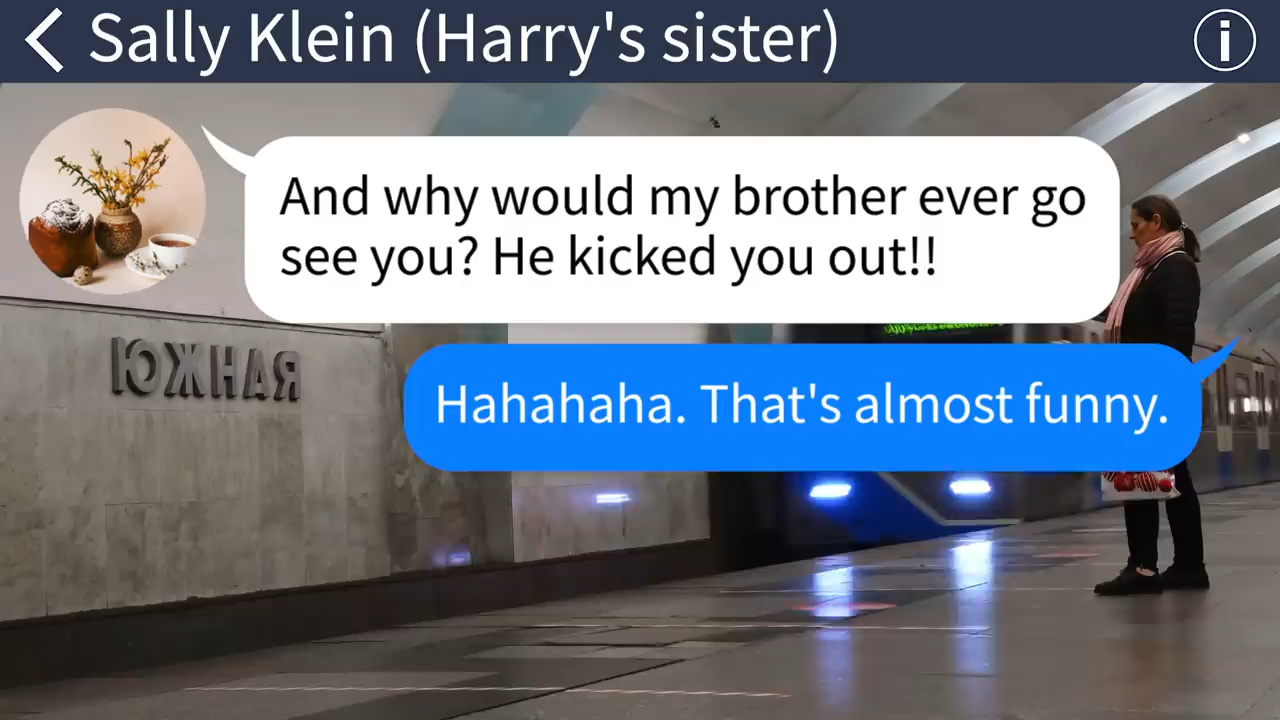 Sally Klein (Harry's sister)
And why would my brother ever go
see you? He kicked you out!!
Hahahaha. That's almost funny.
ЮЖНАЯ